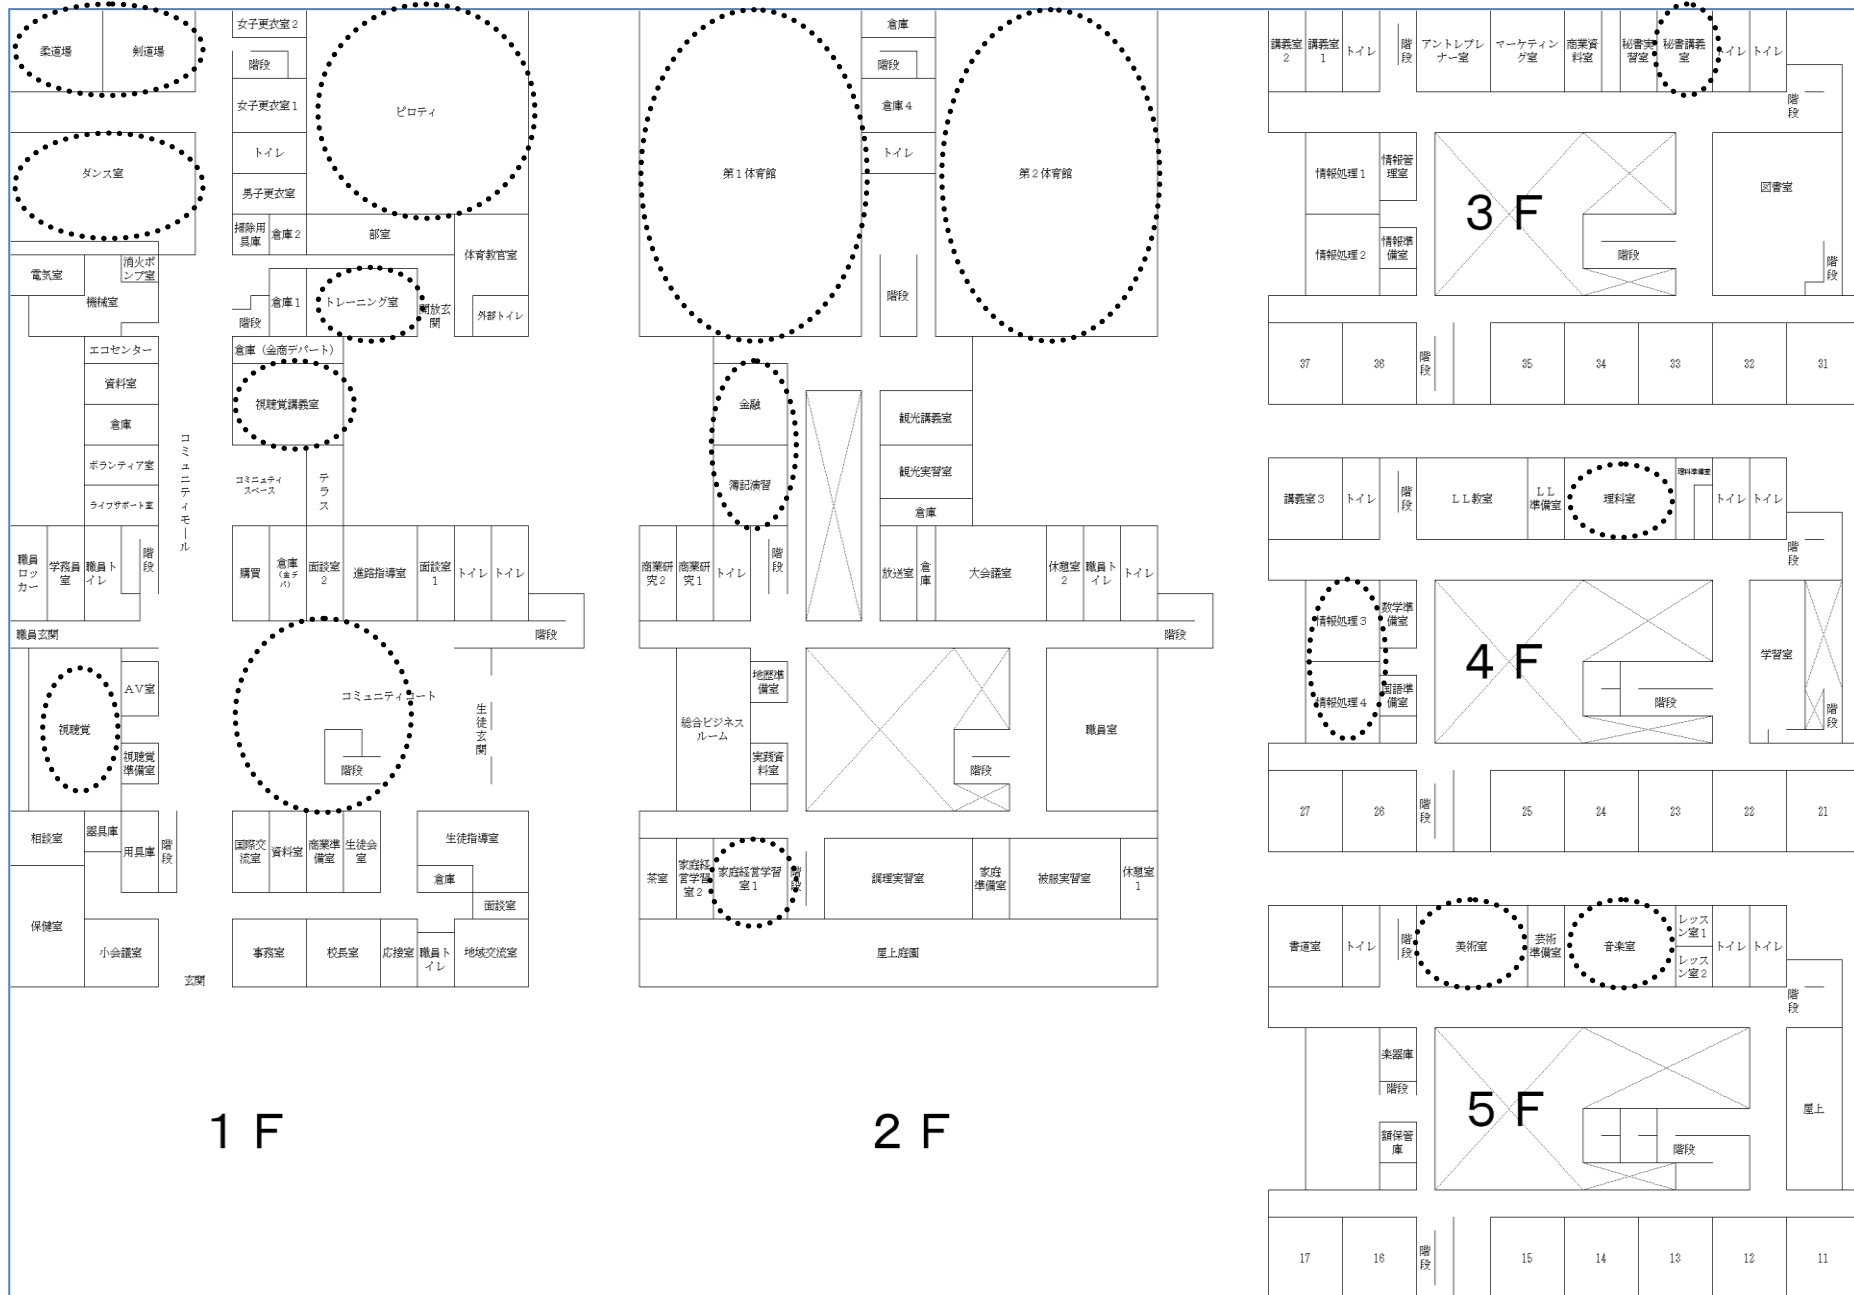 柔道場
剣道場
女子更衣室2
階段
女子更衣室1
ピロティ
トイレ
ダンス室
男子更衣室
掃除用
具庫
倉庫2
部室
体育教官室
電気室
消火ポ
ンプ室
機械室
倉庫1
トレーニング室
開放玄
関
外部トイレ
階段
エコセンター
倉庫(金商デパート)
資料室
視聴覚講義室
倉庫
ボランティア室
ライフサポート室
コミュニティモール
コミニュティ
スペース
テラス
職員
ロッ
カー
学務員
室
職員ト
イレ
階段
購買
倉庫
(金デパ)
面談室
2
進路指導室
面談室
1
トイレ
トイレ
職員玄関
階段
AV室
視聴覚
視聴覚
準備室
コミュニティコート
階段
生徒玄関
相談室
器具庫
用具庫
階段
国際交
流室
資料室
商業準
備室
生徒会
室
生徒指導室
倉庫
面談室
保健室
小会議室
玄関
事務室
校長室
応接室
職員ト
イレ
地域交流室
1F
倉庫
階段
倉庫4
トイレ
第1体育館
第2体育館
階段
金融
簿記演習
観光講義室
観光実習室
倉庫
商業研
究2
商業研
究1
トイレ
階段
放送室
倉庫
大会議室
休憩室
2
職員ト
イレ
トイレ
階段
地歴準
備室
総合ビジネス
ルーム
実践資
料室
階段
職員室
茶室
家庭経
営学習
室2
家庭経営学習
室1
階段
調理実習室
家庭
準備室
被服実習室
休憩室
1
屋上庭園
2F
講義室
2
講義室
1
トイレ
階段
アントレプレ
ナー室
マーケティン
グ室
商業資
料室
秘書実
習室
秘書講義
室
トイレ
トイレ
階段
情報処理1
情報管
理室
情報処理2
情報準
備室
3F
階段
図書室
階段
37
36
階段
35
34
33
32
31
講義室3
トイレ
階段
LL教室
LL
準備室
理科室
理科準備室
トイレ
トイレ
階段
情報処理3
数学準
備室
情報処理4
国語準
備室
4F
階段
学習室
階段
27
26
階段
25
24
23
22
21
書道室
トイレ
階段
美術室
芸術
準備室
音楽室
レッス
ン室1
レッス
ン室2
トイレ
トイレ
階段
楽器庫
階段
額保管
庫
5F
階段
屋上
17
16
階段
15
14
13
12
11